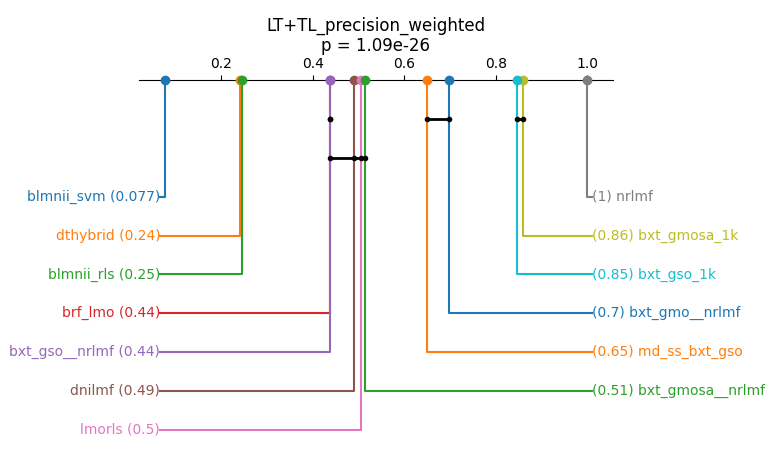 LT+TL_precision_weighted
p = 1.09e-26
0.2 0.4 0.6 0.8 1.0
blmnii_svm (0.077)
(1) nrlmf
dthybrid (0.24)
(0.86) bxt_gmosa_1k
blmnii_rls (0.25)
(0.85) bxt_gso_1k
brf_lmo (0.44)
(0.7) bxt_gmo__nrlmf
bxt_gso__nrlmf (0.44)
(0.65) md_ss_bxt_gso
dnilmf (0.49)
(0.51) bxt_gmosa__nrlmf
lmorls (0.5)